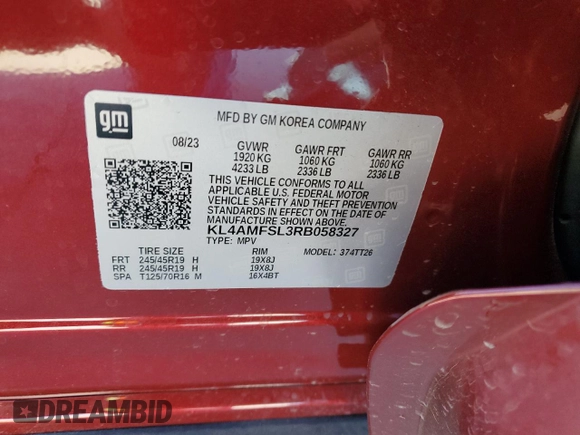 gm
MFD BY GM KOREA COMPANY
08/23 GVWR GAWR FRT GAWR RR
1920 KG 1060 KG 1060 KG
4233 LB 2336 LB 2336 LB
THIS VEHICLE CONFORMS TO ALL
APPLICABLE U.S. FEDERAL MOTOR
VEHICLE SAFETY AND THEFT PREVENTION
STANDARDS IN EFFECT ON THE DATE OF
MANUFACTURE SHOWN ABOVE.
KL4AMFSL3RB058327
TYPE: MPV MODEL: 374TT26
TIRE SIZE RIM
FRT 245/45R19 H 19X8J
RR 245/45R19 H 19X8J
SPA T125/70R16 M 16X4BT
DREAMBID